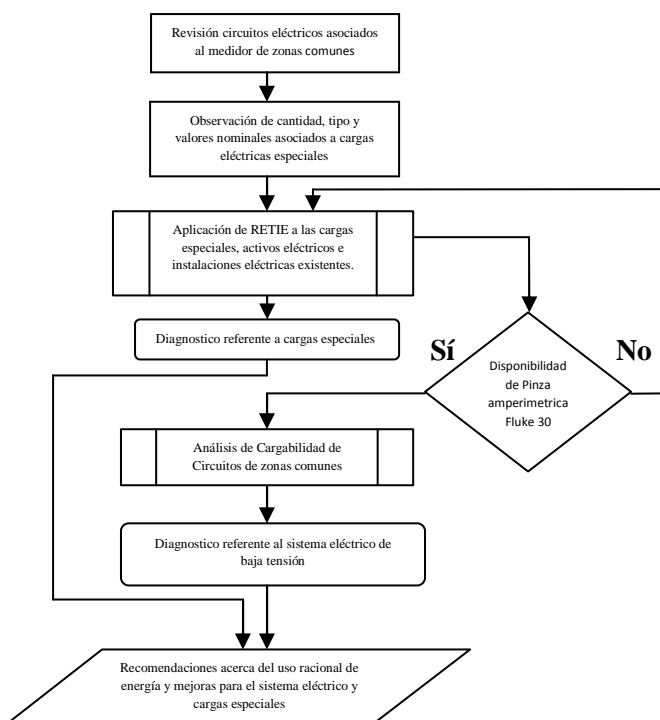 Revisión circuitos eléctricos asociados
al medidor de zonas comunes
Observación de cantidad, tipo y
valores nominales asociados a cargas
eléctricas especiales
Aplicación de RETIE a las cargas
especiales, activos eléctricos e
instalaciones eléctricas existentes.
Diagnostico referente a cargas especiales
Sí
No
Disponibilidad
de Pinza
amperimetrica
Fluke 30
Análisis de Cargabilidad de
Circuitos de zonas comunes
Diagnostico referente al sistema eléctrico de
baja tensión
Recomendaciones acerca del uso racional de
energía y mejoras para el sistema eléctrico y
cargas especiales